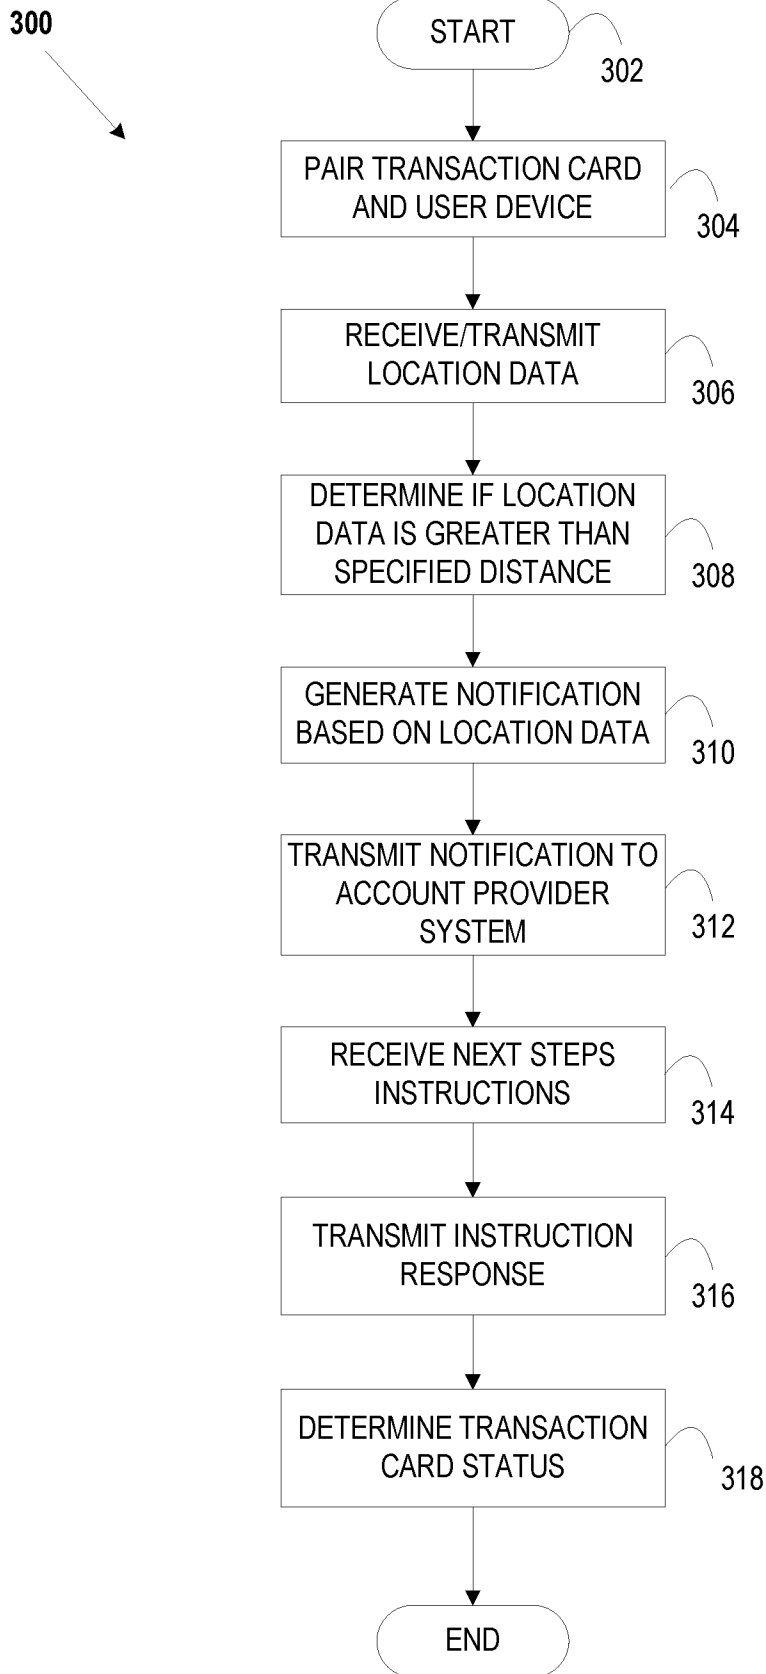 300
START
302
PAIR TRANSACTION CARD
AND USER DEVICE
304
RECEIVE/TRANSMIT
LOCATION DATA
306
DETERMINE IF LOCATION
DATA IS GREATER THAN
SPECIFIED DISTANCE
308
GENERATE NOTIFICATION
BASED ON LOCATION DATA
310
TRANSMIT NOTIFICATION TO
ACCOUNT PROVIDER
SYSTEM
312
RECEIVE NEXT STEPS
INSTRUCTIONS
314
TRANSMIT INSTRUCTION
RESPONSE
316
DETERMINE TRANSACTION
CARD STATUS
318
END